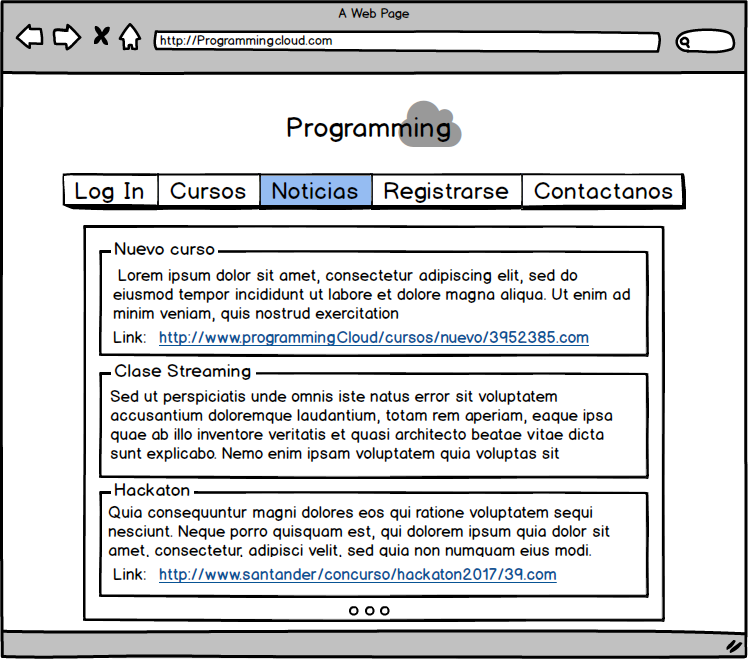 A Web Page
http://Programmingcloud.com
Programming
Log In Cursos Noticias Registrarse Contactanos
Nuevo curso
Lorem ipsum dolor sit amet, consectetur adipiscing elit, sed do
eiusmod tempor incididunt ut labore et dolore magna aliqua. Ut enim ad
minim veniam, quis nostrud exercitation
Link: http://www.programmingCloud/cursos/nuevo/3952385.com
Clase Streaming
Sed ut perspiciatis unde omnis iste natus error sit voluptatem
accusantium doloremque laudantium, totam rem aperiam, eaque ipsa
quae ab illo inventore veritatis et quasi architecto beatae vitae dicta
sunt explicabo. Nemo enim ipsam voluptatem quia voluptas sit
Hackaton
Quia consequuntur magni dolores eos qui ratione voluptatem sequi
nesciunt. Neque porro quisquam est, qui dolorem ipsum quia dolor sit
amet, consectetur, adipisci velit, sed quia non numquam eius modi.
Link: http://www.santander/concurso/hackaton2017/39.com